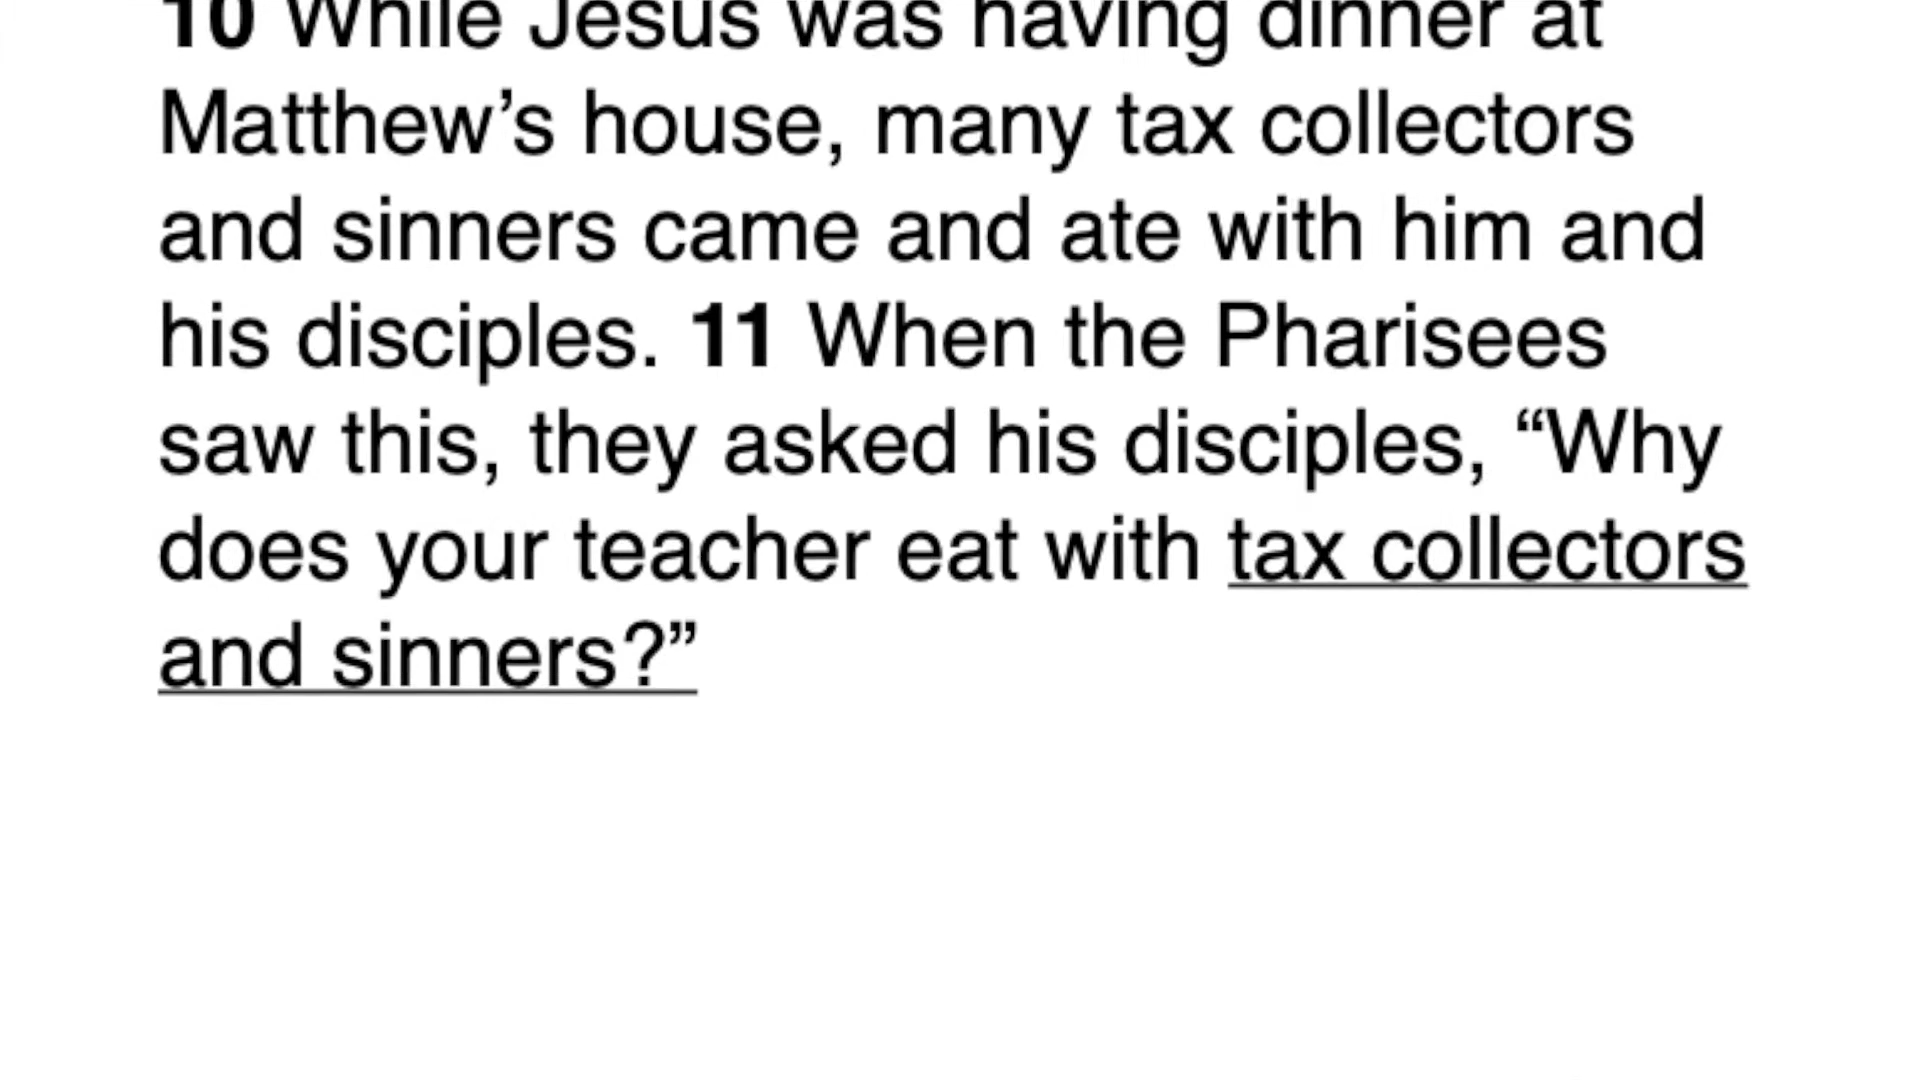 10 While Jesus was having dinner at
Matthew’s house, many tax collectors
and sinners came and ate with him and
his disciples. 11 When the Pharisees
saw this, they asked his disciples, “Why
does your teacher eat with tax collectors
and sinners?”